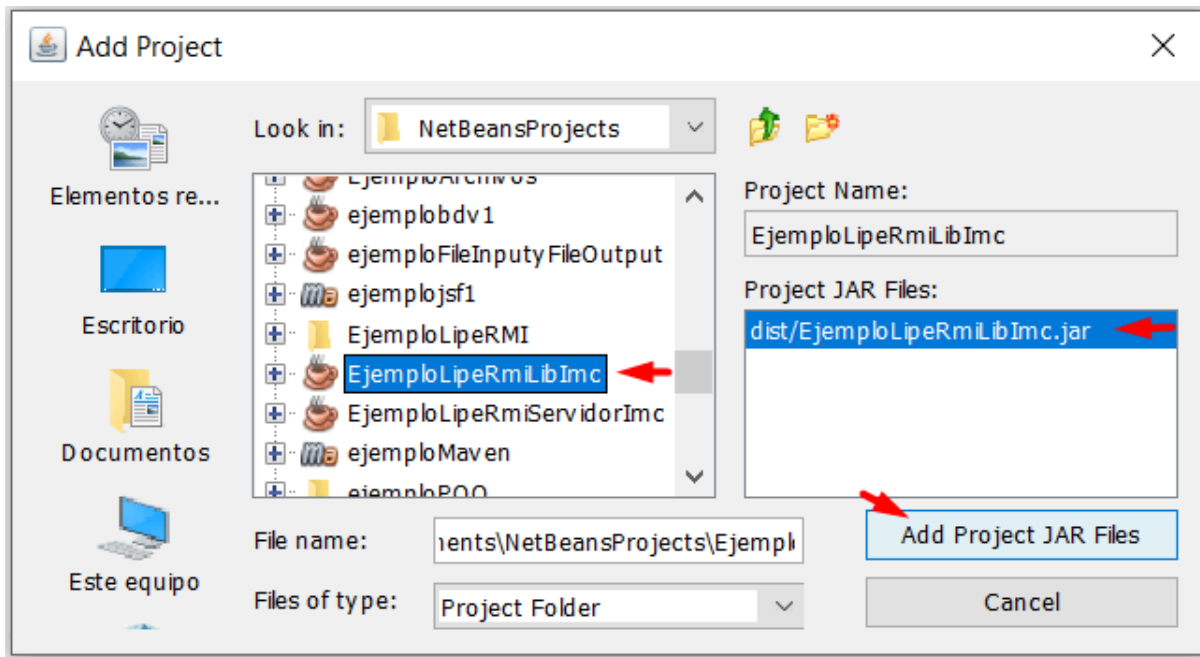 Add Project
Look in:
NetBeansProjects
Elementos re...
Escritorio
Documentos
Este equipo
EjemploArchivos
ejemplobdv1
ejemploFileInputyFileOutput
ejemplojsf1
EjemploLipeRMI
EjemploLipeRmiLibImc
EjemploLipeRmiServidorImc
ejemploMaven
ejemploPOO
Project Name:
EjemploLipeRmiLibImc
Project JAR Files:
dist/EjemploLipeRmiLibImc.jar
File name:
nents\NetBeansProjects\Ejempl
Add Project JAR Files
Files of type:
Project Folder
Cancel